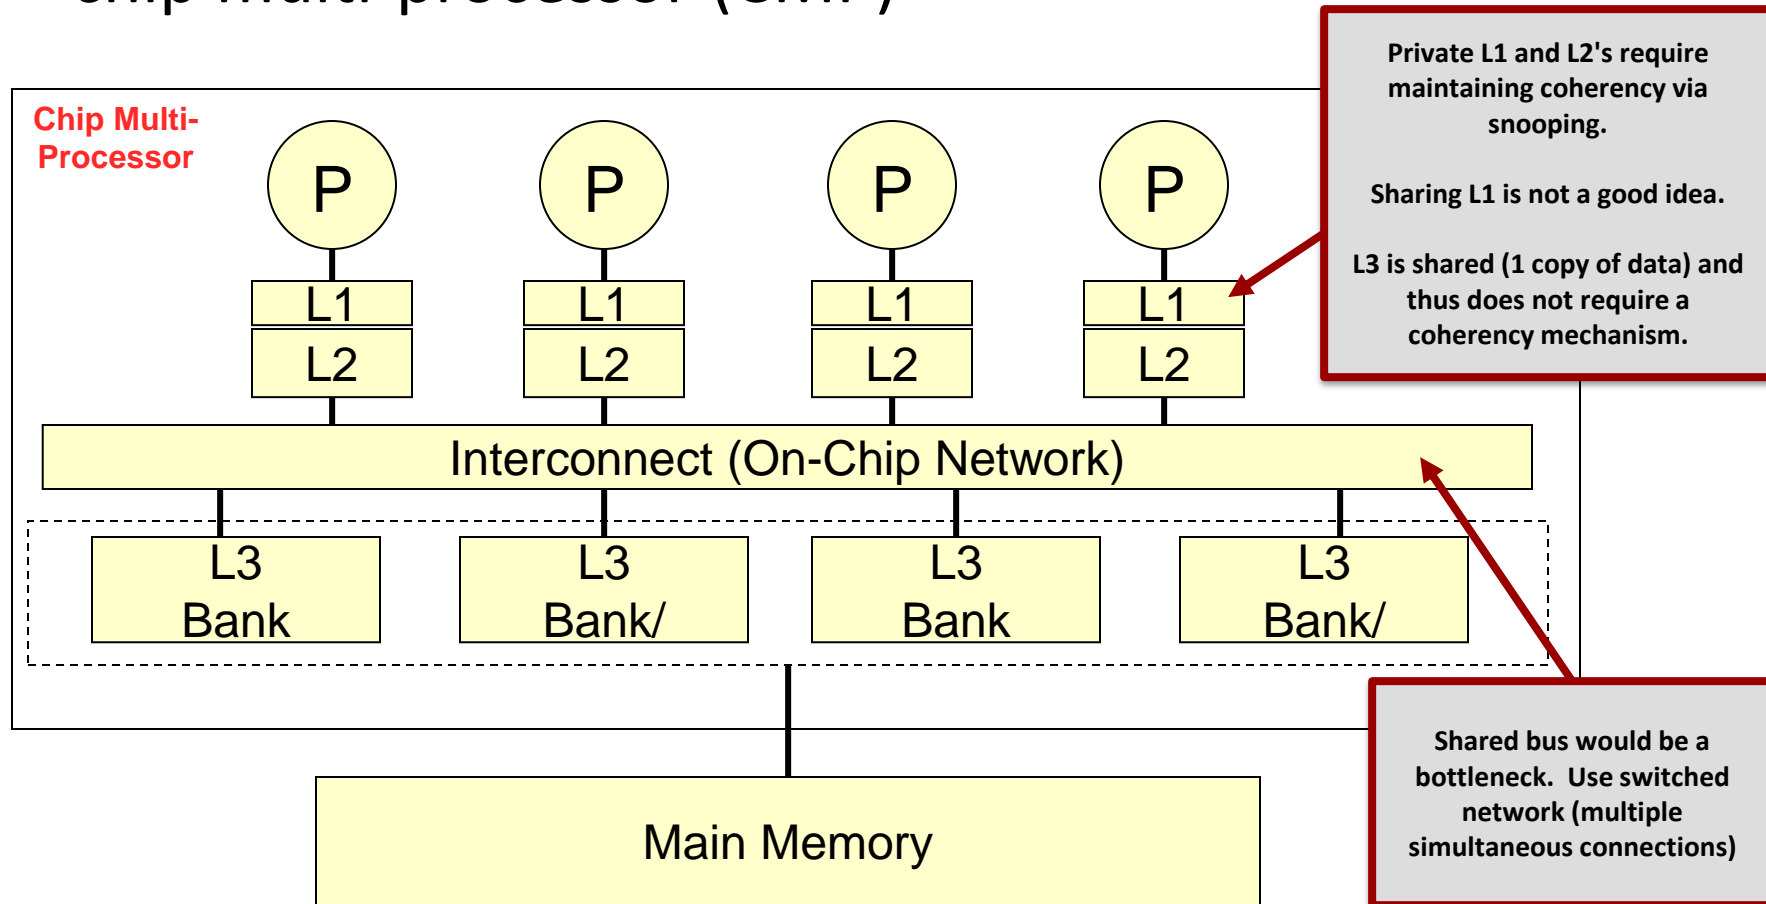 Chip Multi-
Processor
P P P P
L1 L1 L1 L1
L2 L2 L2 L2
Interconnect (On-Chip Network)
L3 L3 L3 L3
Bank Bank/ Bank Bank/
Main Memory
Private L1 and L2's require
maintaining coherency via
snooping.
Sharing L1 is not a good idea.
L3 is shared (1 copy of data) and
thus does not require a
coherency mechanism.
Shared bus would be a
bottleneck. Use switched
network (multiple
simultaneous connections)